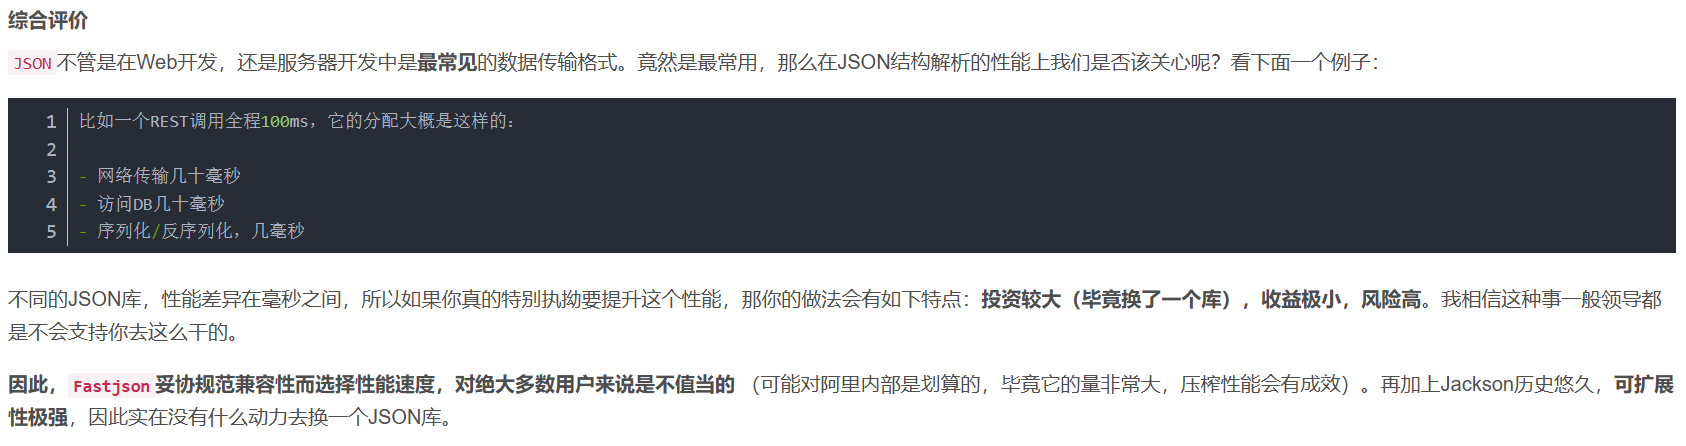 综合评价
JSON不管是在Web开发，还是服务器开发中是最常见的数据传输格式。竟然是最常用，那么在JSON结构解析的性能上我们是否该关心呢？看下面一个例子：
1 比如一个REST调用全程100ms，它的分配大概是这样的：
2
3 - 网络传输几十毫秒
4 - 访问DB几十毫秒
5 - 序列化/反序列化，几毫秒
不同的JSON库，性能差异在毫秒之间，所以如果你真的特别执拗要提升这个性能，那你的做法会有如下特点：投资较大（毕竟换了一个库），收益极小，风险高。我相信这种事一般领导都
是不会支持你去这么干的。
因此，Fastjson妥协规范兼容性而选择性能速度，对绝大多数用户来说是不值当的（可能对阿里内部是划算的，毕竟它的量非常大，压榨性能会有成效）。再加上Jackson历史悠久，可扩展
性极强，因此实在没有什么动力去换一个JSON库。